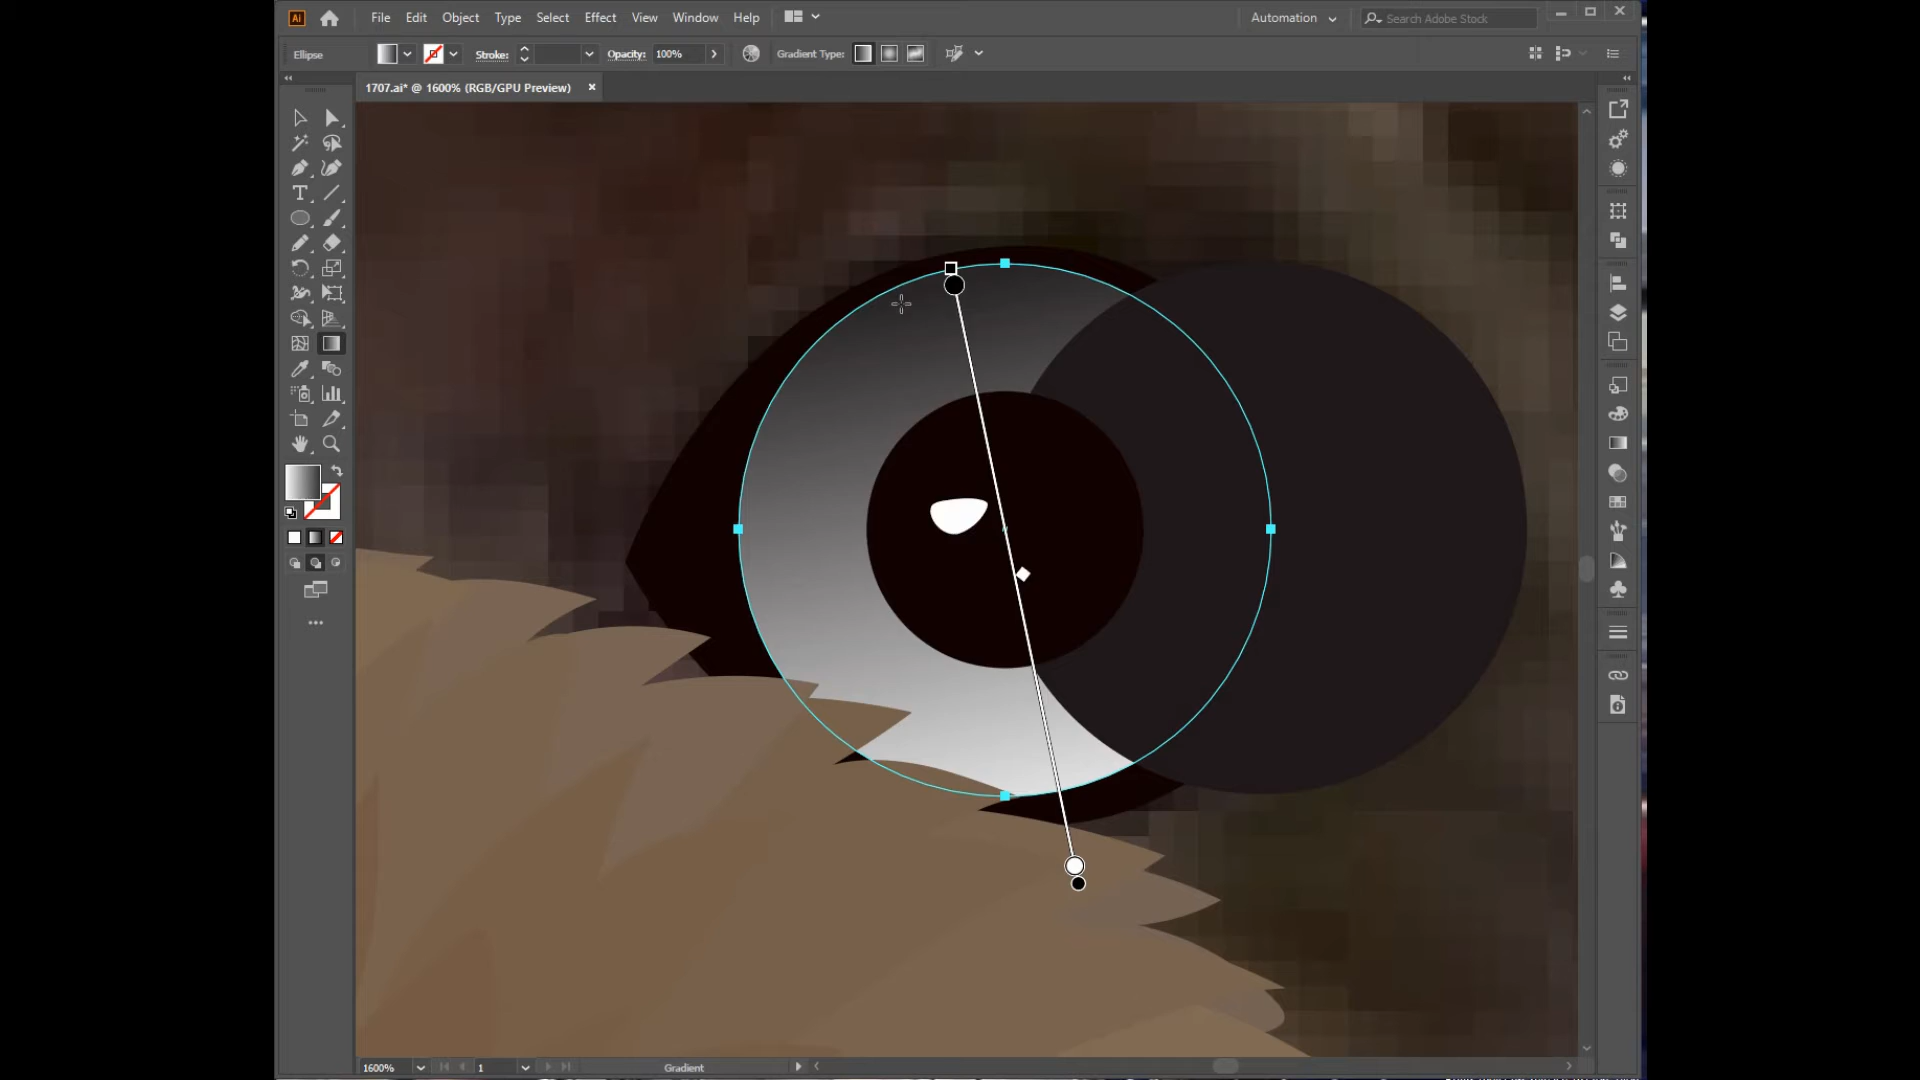 Ai File Edit Object Type Select Effect View Window Help Automation Search Adobe Stock
Ellipse Stroke: Opacity: 100% Gradient Type:
1707.ai* @ 1600% (RGB/GPU Preview)
1600% 1 Gradient